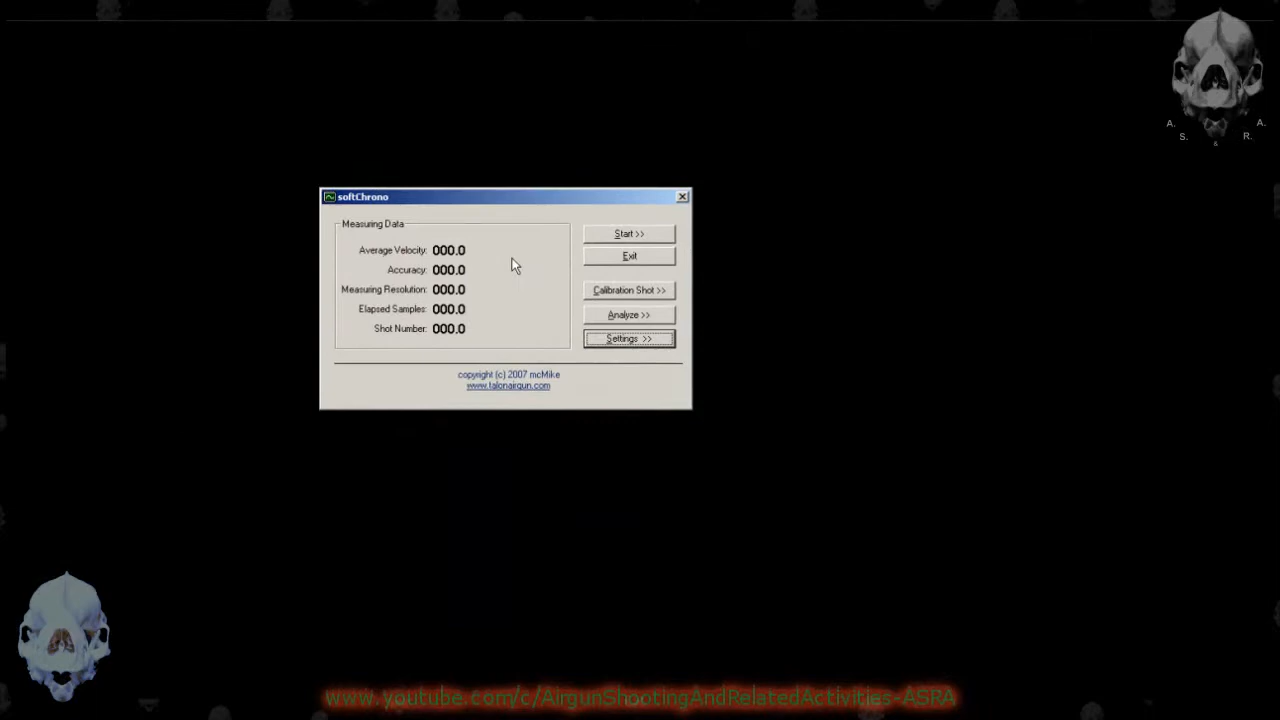 A. A.
S. R.
&
softChrono
Measuring Data
Average Velocity: 000.0
Accuracy: 000.0
Measuring Resolution: 000.0
Elapsed Samples: 000.0
Shot Number: 000.0
Start >>
Exit
Calibration Shot >>
Analyze >>
Settings >>
copyright (c) 2007 mcMike
www.talonairgun.com
www.youtube.com/c/AirgunShootingAndRelatedActivities-ASRA